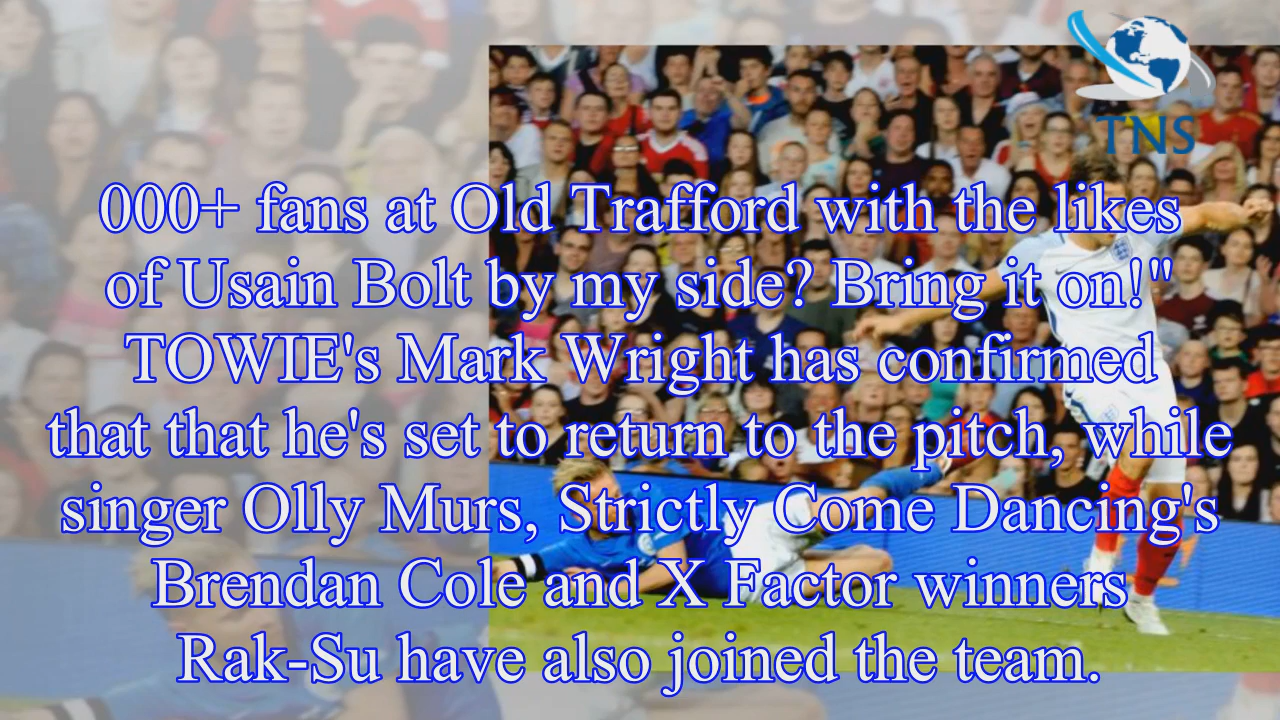 TNS
000+ fans at Old Trafford with the likes
of Usain Bolt by my side? Bring it on!"
TOWIE's Mark Wright has confirmed
that that he's set to return to the pitch, while
singer Olly Murs, Strictly Come Dancing's
Brendan Cole and X Factor winners
Rak-Su have also joined the team.